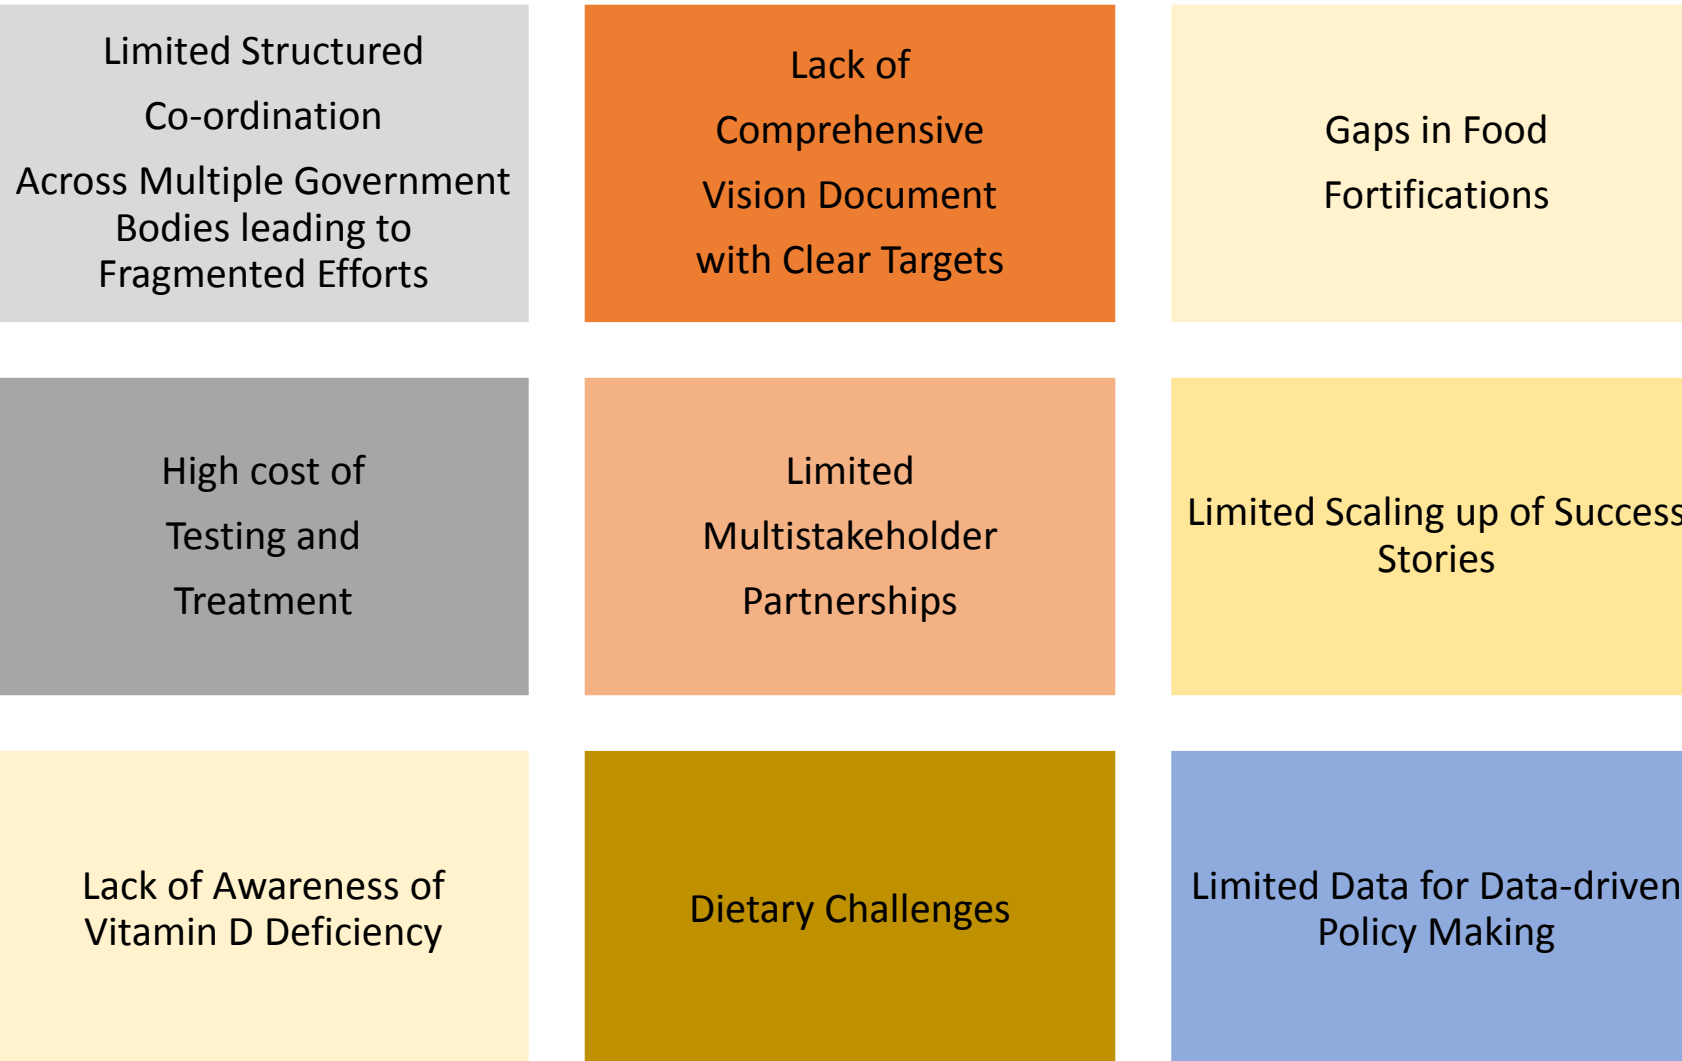 Limited Structured
Co-ordination
Across Multiple Government
Bodies leading to
Fragmented Efforts
Lack of
Comprehensive
Vision Document
with Clear Targets
Gaps in Food
Fortifications
High cost of
Testing and
Treatment
Limited
Multistakeholder
Partnerships
Limited Scaling up of Success
Stories
Lack of Awareness of
Vitamin D Deficiency
Dietary Challenges
Limited Data for Data-driven
Policy Making